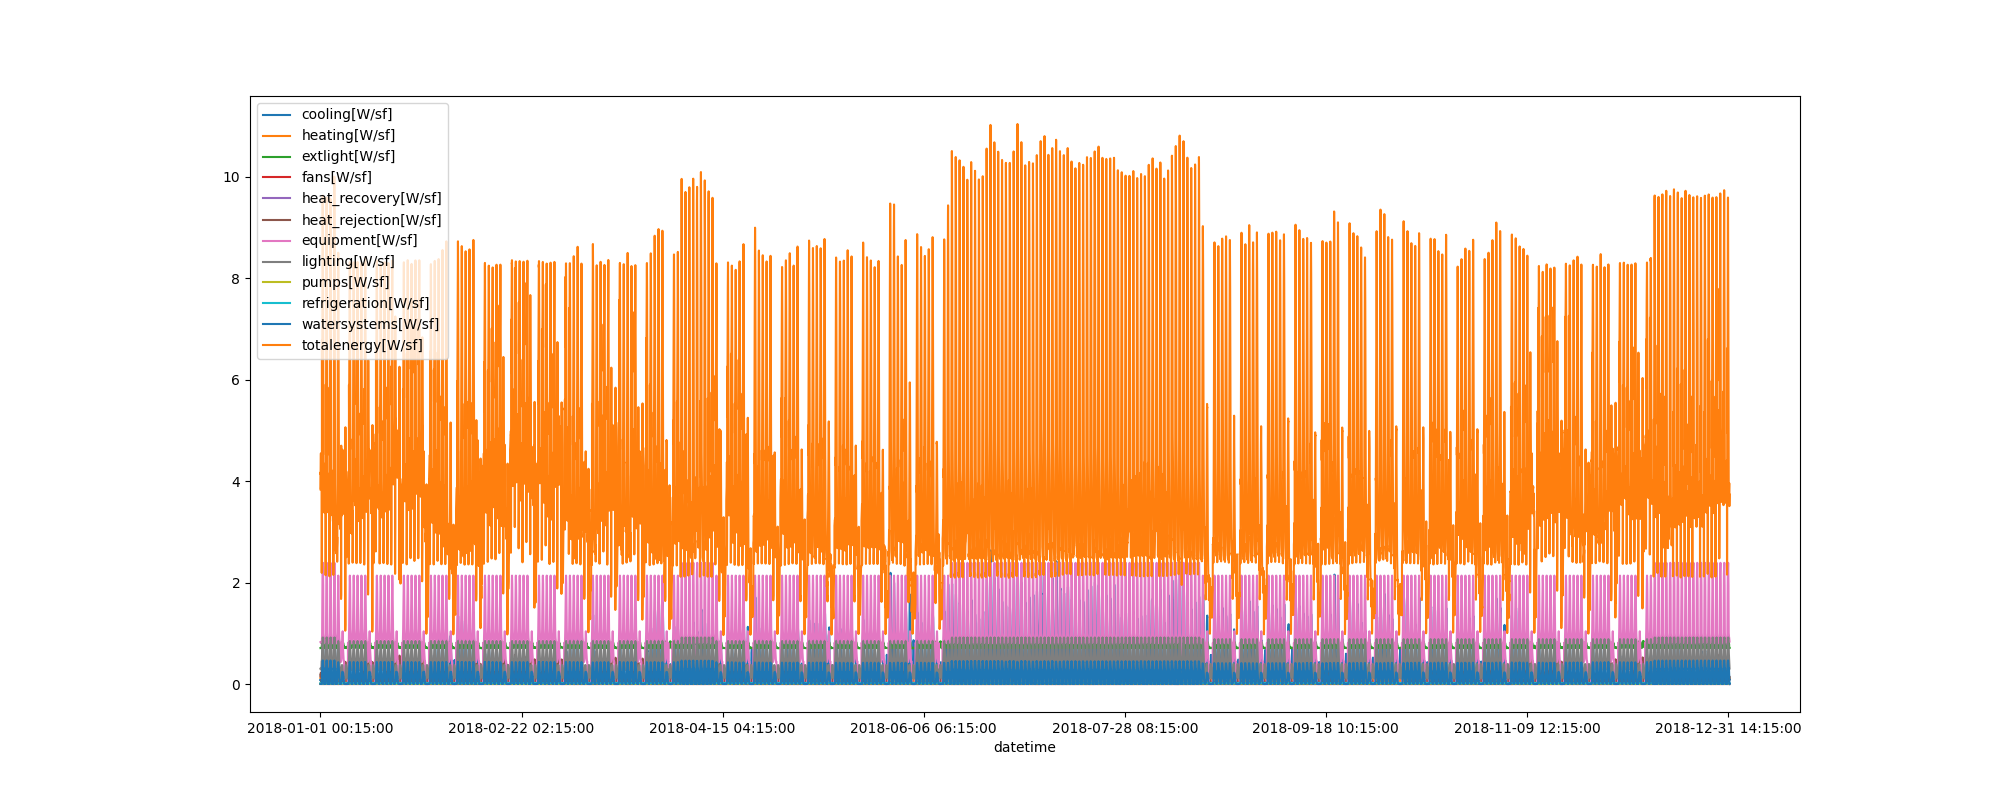 cooling[W/sf]
heating[W/sf]
extlight[W/sf]
fans[W/sf]
heat_recovery[W/sf]
heat_rejection[W/sf]
equipment[W/sf]
lighting[W/sf]
pumps[W/sf]
refrigeration[W/sf]
watersystems[W/sf]
totalenergy[W/sf]
10
8
6
4
2
0
2018-01-01 00:15:00 2018-02-22 02:15:00 2018-04-15 04:15:00 2018-06-06 06:15:00 2018-07-28 08:15:00 2018-09-18 10:15:00 2018-11-09 12:15:00 2018-12-31 14:15:00
datetime